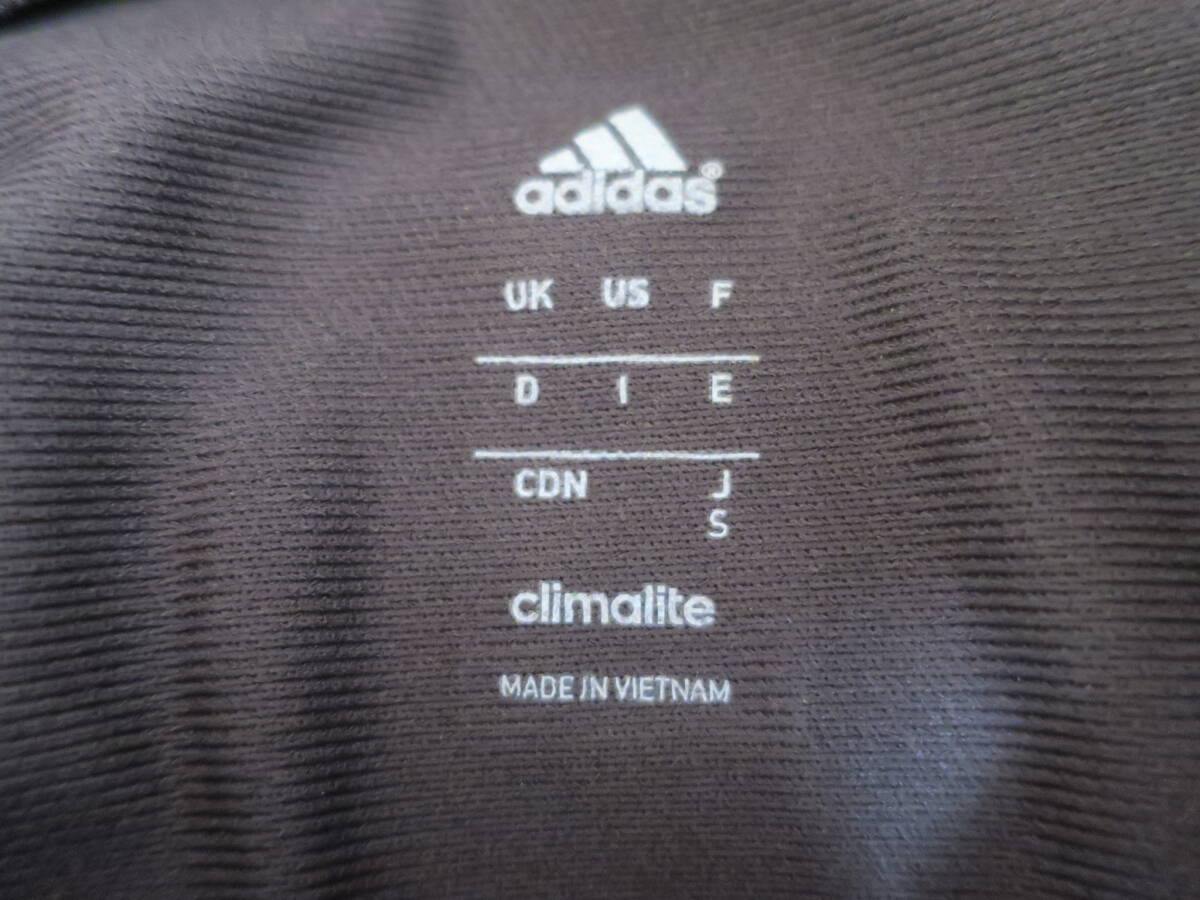 adidas®
UK US F
D I E
CDN J
S
climalite
MADE IN VIETNAM